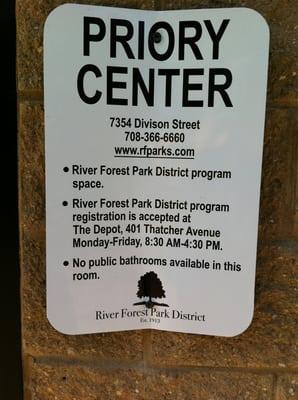 PRIORY
CENTER
7354 Divison Street
708-366-6660
www.rfparks.com
• River Forest Park District program
space.
• River Forest Park District program
registration is accepted at
The Depot, 401 Thatcher Avenue
Monday-Friday, 8:30 AM-4:30 PM.
• No public bathrooms available in this
room.
River Forest Park District
Est. 1913